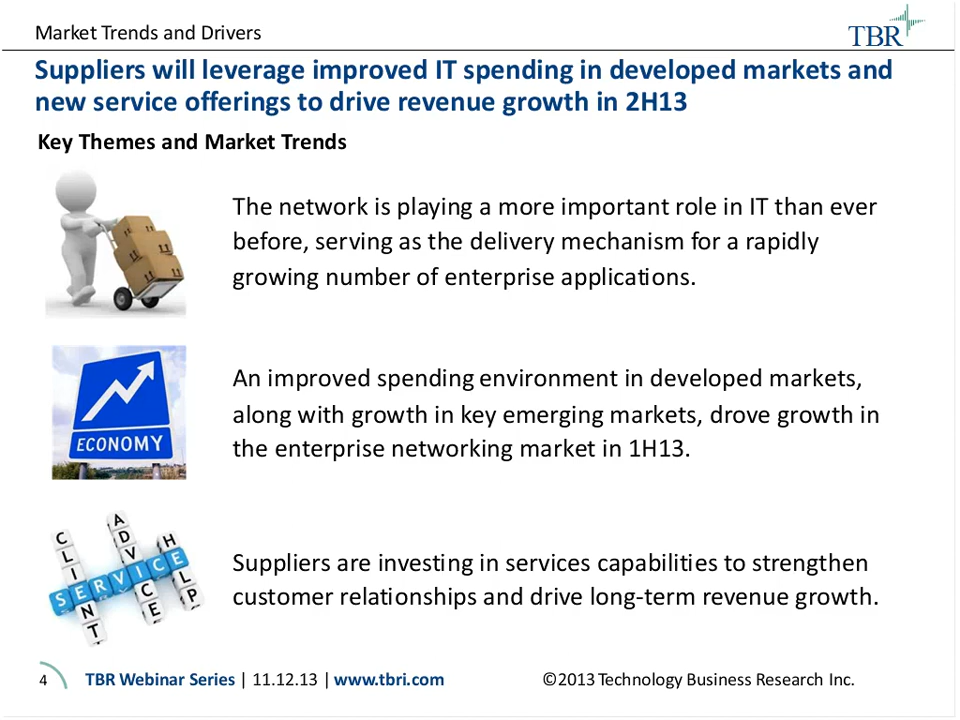 Market Trends and Drivers
TBR
Suppliers will leverage improved IT spending in developed markets and
new service offerings to drive revenue growth in 2H13
Key Themes and Market Trends
The network is playing a more important role in IT than ever
before, serving as the delivery mechanism for a rapidly
growing number of enterprise applications.
ECONOMY
An improved spending environment in developed markets,
along with growth in key emerging markets, drove growth in
the enterprise networking market in 1H13.
CLIENT
ADVICE
HELP
SERVICE
Suppliers are investing in services capabilities to strengthen
customer relationships and drive long-term revenue growth.
4 TBR Webinar Series | 11.12.13 | www.tbri.com ©2013 Technology Business Research Inc.